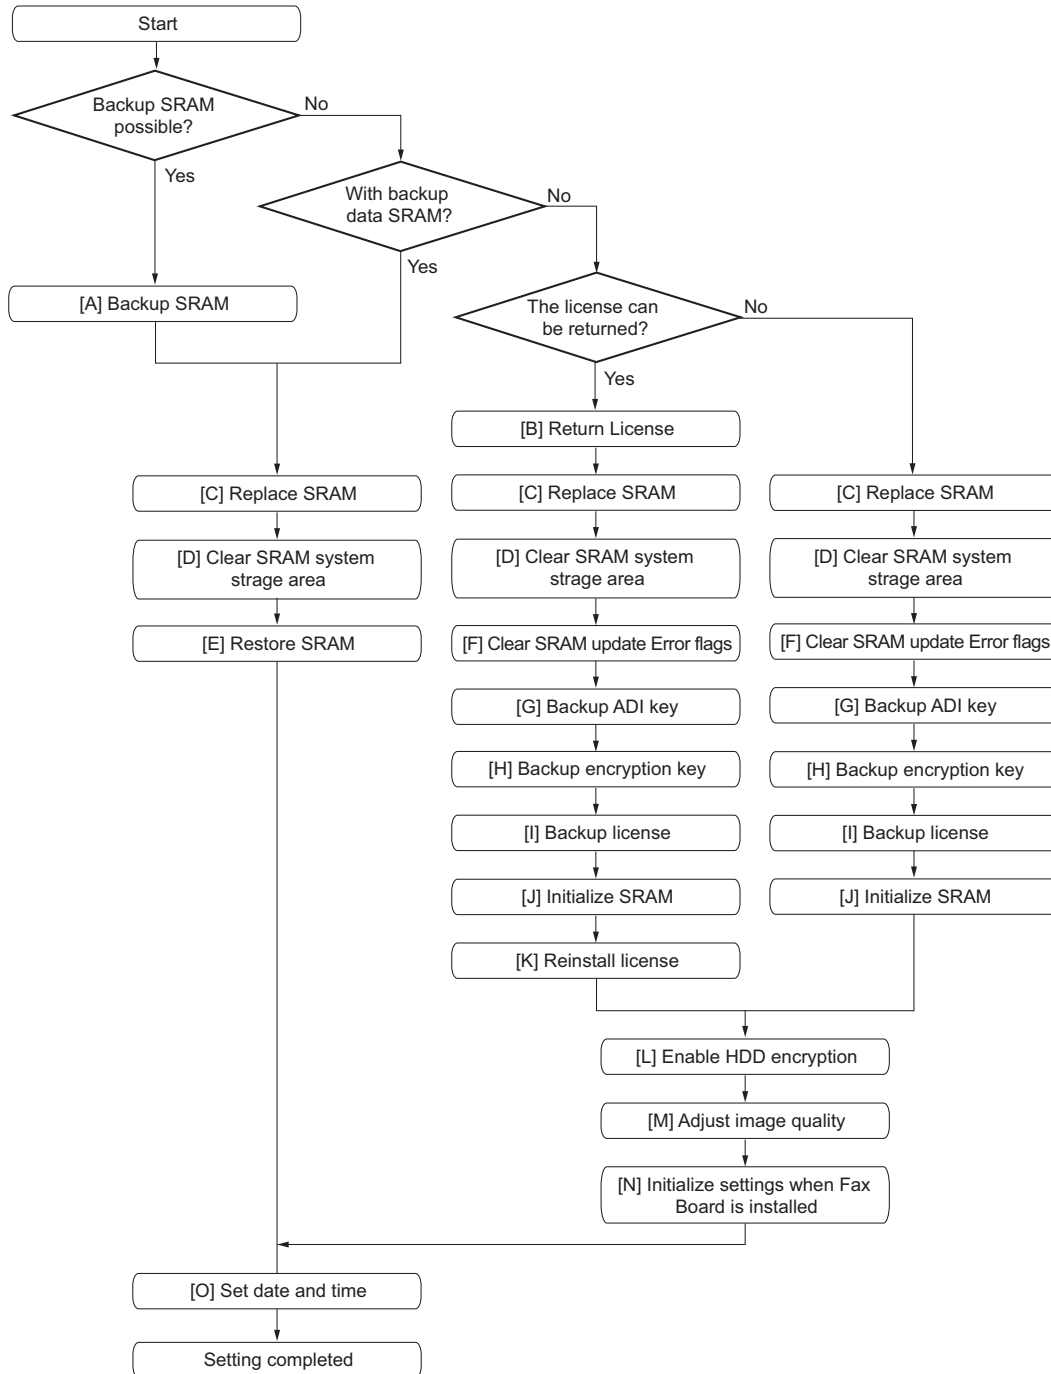 Start
Backup SRAM
possible?
No
Yes
With backup
data SRAM?
No
Yes
[A] Backup SRAM
The license can
be returned?
No
Yes
[B] Return License
[C] Replace SRAM
[C] Replace SRAM
[C] Replace SRAM
[D] Clear SRAM system
strage area
[D] Clear SRAM system
strage area
[D] Clear SRAM system
strage area
[E] Restore SRAM
[F] Clear SRAM update Error flags
[F] Clear SRAM update Error flags
[G] Backup ADI key
[G] Backup ADI key
[H] Backup encryption key
[H] Backup encryption key
[I] Backup license
[I] Backup license
[J] Initialize SRAM
[J] Initialize SRAM
[K] Reinstall license
[L] Enable HDD encryption
[M] Adjust image quality
[N] Initialize settings when Fax
Board is installed
[O] Set date and time
Setting completed